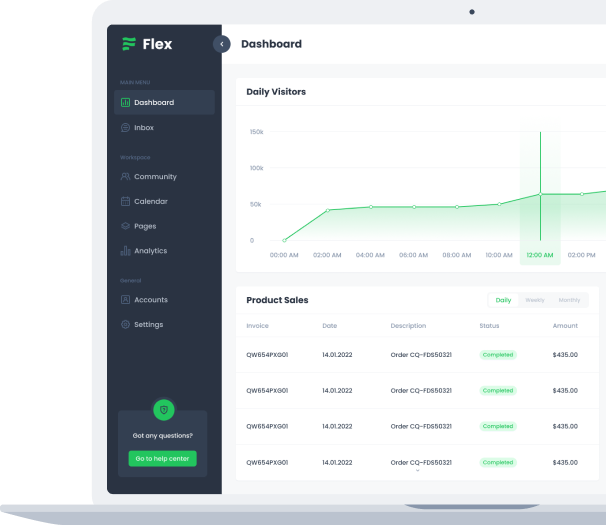 Flex
Dashboard
MAIN MENU
Dashboard
Inbox
Workspace
Community
Calendar
Pages
Analytics
General
Accounts
Settings
Got any questions?
Go to help center
Daily Visitors
150k
100k
50k
0
00:00 AM 02:00 AM 04:00 AM 06:00 AM 08:00 AM 10:00 AM 12:00 AM 02:00 PM
Product Sales
Daily Weekly Monthly
Invoice Date Description Status Amount
QW654PXG01 14.01.2022 Order CQ-FDS50321 Completed $435.00
QW654PXG01 14.01.2022 Order CQ-FDS50321 Completed $435.00
QW654PXG01 14.01.2022 Order CQ-FDS50321 Completed $435.00
QW654PXG01 14.01.2022 Order CQ-FDS50321 Completed $435.00